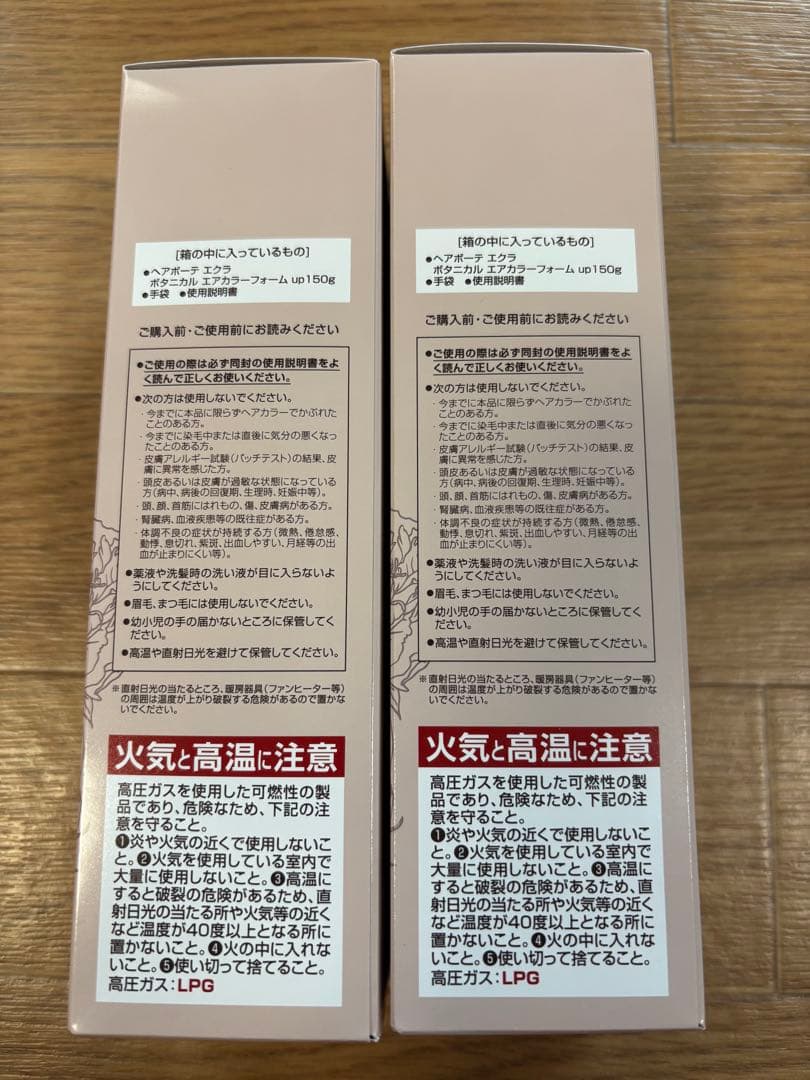 [箱の中に入っているもの]
●ヘアボーテ エクラ
ボタニカル エアカラーフォーム up150g
●手袋 ●使用説明書
ご購入前・ご使用前にお読みください
●ご使用の際は必ず同封の使用説明書をよ
く読んで正しくお使いください。
●次の方は使用しないでください。
・今までに本品に限らずヘアカラーでかぶれた
ことのある方。
・今までに染毛中または直後に気分の悪くなっ
たことのある方。
・皮膚アレルギー試験(パッチテスト)の結果、皮
膚に異常を感じた方。
・頭皮あるいは皮膚が過敏な状態になっている
方(病中、病後の回復期、生理時、妊娠中等)。
・頭、顔、首筋にはれもの、傷、皮膚病がある方。
・腎臓病、血液疾患等の既往症がある方。
・体調不良の症状が持続する方(微熱、倦怠感、
動悸、息切れ、紫斑、出血しやすい、月経等の出
血が止まりにくい等)。
●薬液や洗髪時の洗い液が目に入らないよ
うにしてください。
●眉毛、まつ毛には使用しないでください。
●幼小児の手の届かないところに保管してく
ださい。
●高温や直射日光を避けて保管してください。
※直射日光の当たるところ、暖房器具(ファンヒーター等)
の周囲は温度が上がり破裂する危険があるので置かな
いでください。
火気と高温に注意
高圧ガスを使用した可燃性の製
品であり、危険なため、下記の注
意を守ること。
❶炎や火気の近くで使用しないこ
と。❷火気を使用している室内で
大量に使用しないこと。❸高温に
すると破裂の危険があるため、直
射日光の当たる所や火気等の近く
など温度が40度以上となる所に
置かないこと。❹火の中に入れな
いこと。❺使い切って捨てること。
高圧ガス:LPG
[箱の中に入っているもの]
●ヘアボーテ エクラ
ボタニカル エアカラーフォーム up150g
●手袋 ●使用説明書
ご購入前・ご使用前にお読みください
●ご使用の際は必ず同封の使用説明書をよ
く読んで正しくお使いください。
●次の方は使用しないでください。
・今までに本品に限らずヘアカラーでかぶれた
ことのある方。
・今までに染毛中または直後に気分の悪くなっ
たことのある方。
・皮膚アレルギー試験(パッチテスト)の結果、皮
膚に異常を感じた方。
・頭皮あるいは皮膚が過敏な状態になっている
方(病中、病後の回復期、生理時、妊娠中等)。
・頭、顔、首筋にはれもの、傷、皮膚病がある方。
・腎臓病、血液疾患等の既往症がある方。
・体調不良の症状が持続する方(微熱、倦怠感、
動悸、息切れ、紫斑、出血しやすい、月経等の出
血が止まりにくい等)。
●薬液や洗髪時の洗い液が目に入らないよ
うにしてください。
●眉毛、まつ毛には使用しないでください。
●幼小児の手の届かないところに保管してく
ださい。
●高温や直射日光を避けて保管してください。
※直射日光の当たるところ、暖房器具(ファンヒーター等)
の周囲は温度が上がり破裂する危険があるので置かな
いでください。
火気と高温に注意
高圧ガスを使用した可燃性の製
品であり、危険なため、下記の注
意を守ること。
❶炎や火気の近くで使用しないこ
と。❷火気を使用している室内で
大量に使用しないこと。❸高温に
すると破裂の危険があるため、直
射日光の当たる所や火気等の近く
など温度が40度以上となる所に
置かないこと。❹火の中に入れな
いこと。❺使い切って捨てること。
高圧ガス:LPG